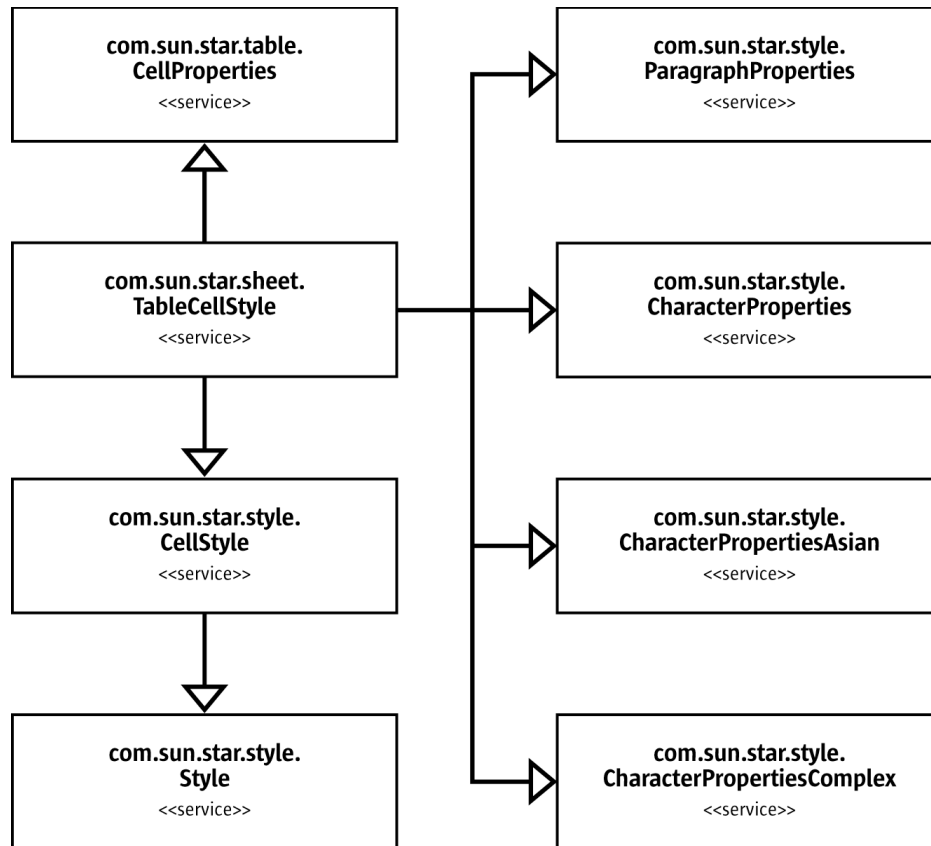 com.sun.star.table.
CellProperties
<<service>>
com.sun.star.style.
ParagraphProperties
<<service>>
com.sun.star.sheet.
TableCellStyle
<<service>>
com.sun.star.style.
CharacterProperties
<<service>>
com.sun.star.style.
CellStyle
<<service>>
com.sun.star.style.
CharacterPropertiesAsian
<<service>>
com.sun.star.style.
Style
<<service>>
com.sun.star.style.
CharacterPropertiesComplex
<<service>>